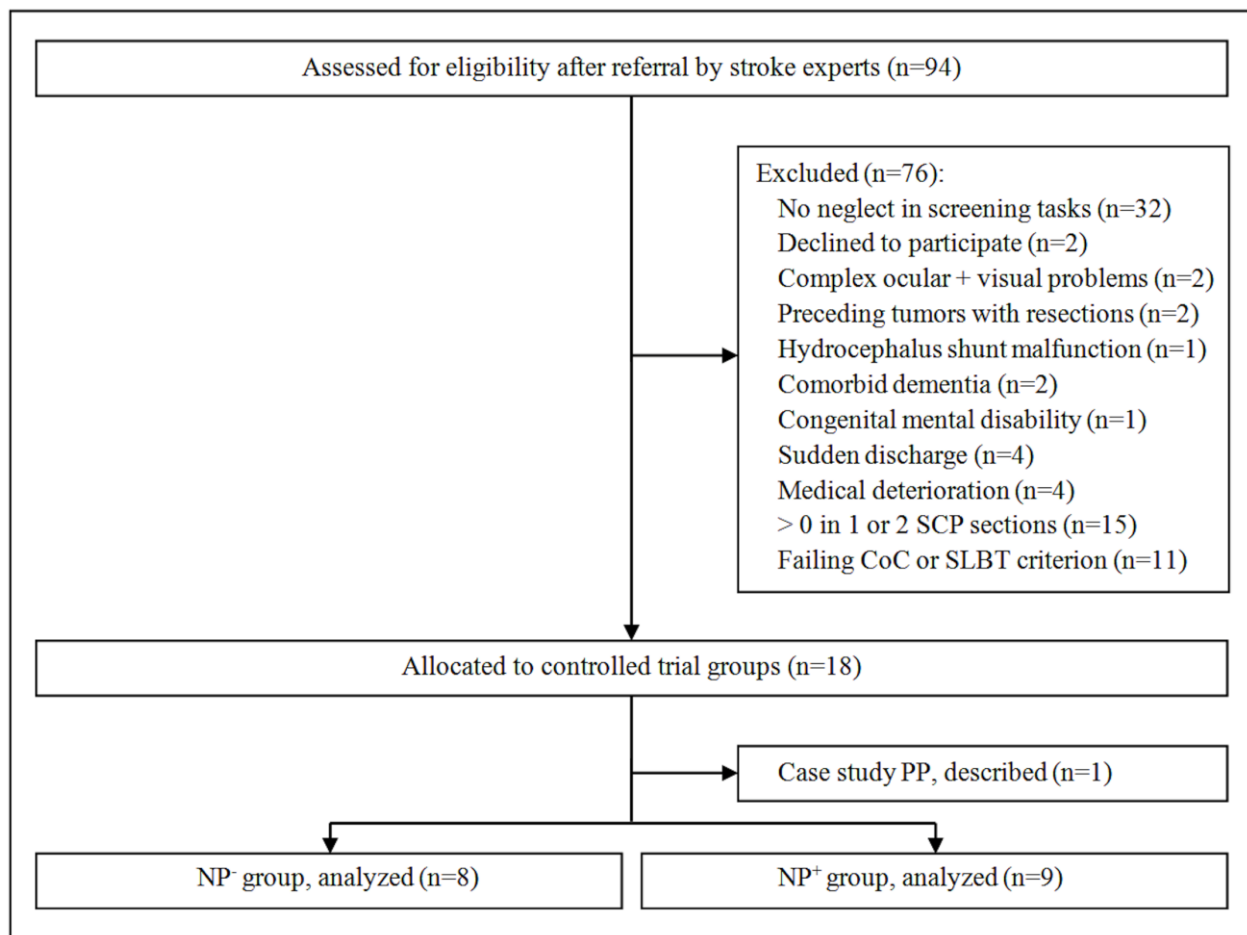 Assessed for eligibility after referral by stroke experts (n=94)
Excluded (n=76):
No neglect in screening tasks (n=32)
Declined to participate (n=2)
Complex ocular + visual problems (n=2)
Preceding tumors with resections (n=2)
Hydrocephalus shunt malfunction (n=1)
Comorbid dementia (n=2)
Congenital mental disability (n=1)
Sudden discharge (n=4)
Medical deterioration (n=4)
> 0 in 1 or 2 SCP sections (n=15)
Failing CoC or SLBT criterion (n=11)
Allocated to controlled trial groups (n=18)
Case study PP, described (n=1)
NP⁻ group, analyzed (n=8)
NP⁺ group, analyzed (n=9)